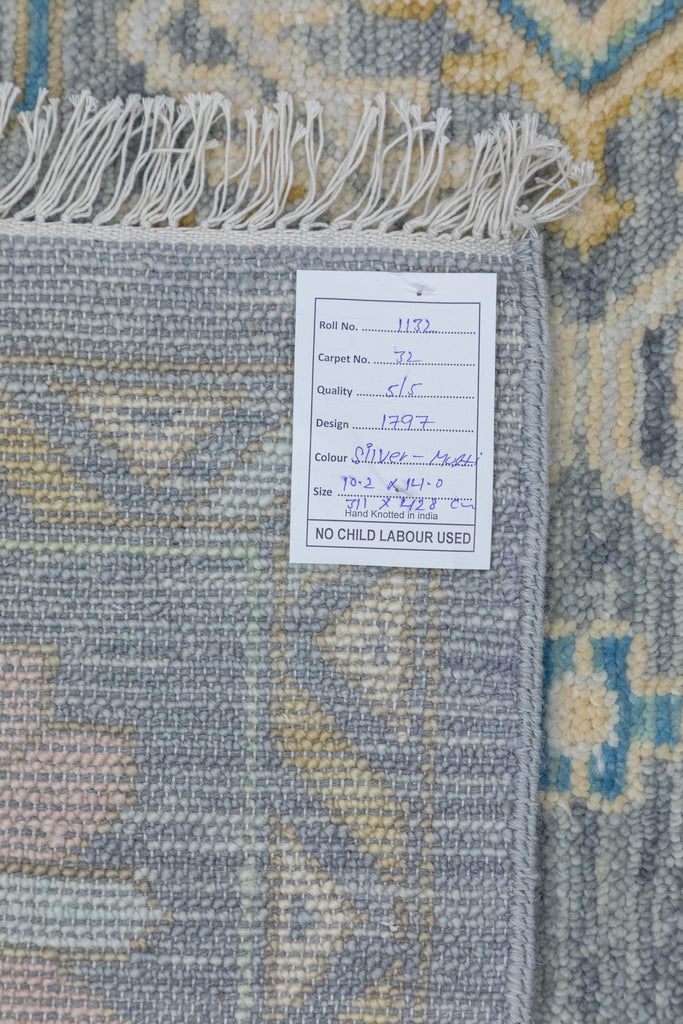 Roll No. 1132
Carpet No. 32
Quality 5/5
Design 1797
Colour Silver - Multi
Size 10.2 x 14.0
311 x 428 cm
Hand Knotted in india
NO CHILD LABOUR USED